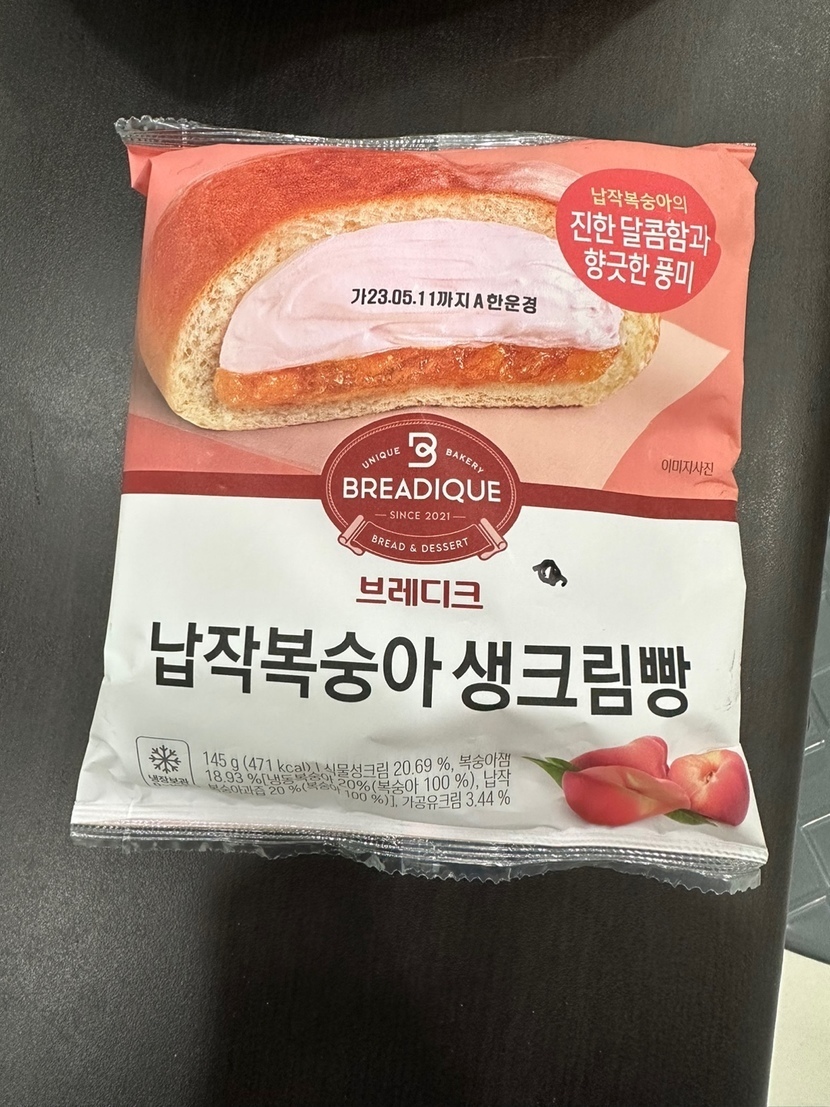 납작복숭아의
진한 달콤함과
향긋한 풍미
가23.05.11까지 A 한운경
이미지사진
B
UNIQUE BAKERY
BREADIQUE
SINCE 2021
BREAD & DESSERT
브레디크
납작복숭아 생크림빵
냉장보관
145 g (471 kcal) | 식물성크림 20.69 %, 복숭아잼
18.93 %[냉동복숭아 20%(복숭아 100 %), 납작
복숭아과즙 20 %(복숭아 100 %)], 가공유크림 3.44 %